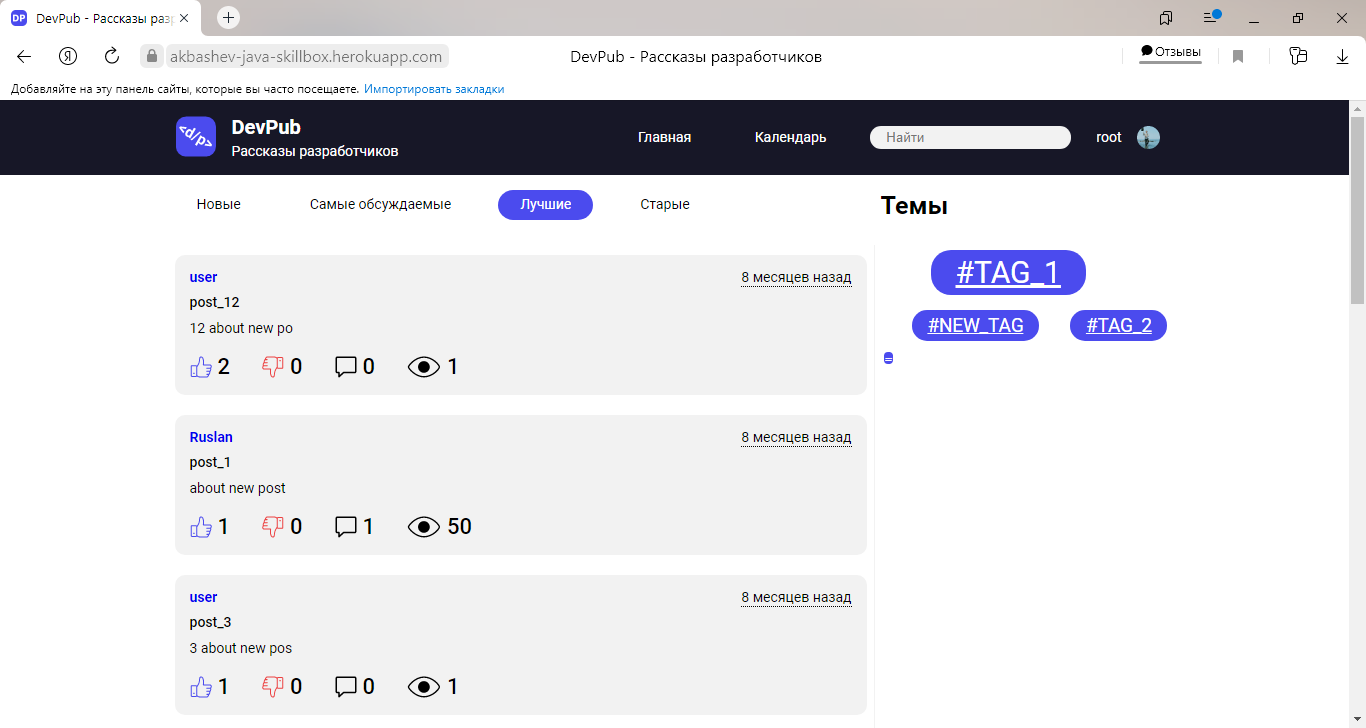 DP DevPub - Рассказы раз
Я akbashev-java-skillbox.herokuapp.com DevPub - Рассказы разработчиков Отзывы
Добавляйте на эту панель сайты, которые вы часто посещаете. Импортировать закладки
<d/p> DevPub
Рассказы разработчиков
Главная Календарь Найти root
Новые Самые обсуждаемые Лучшие Старые
Темы
user 8 месяцев назад
post_12
12 about new po
2 0 0 1
Ruslan 8 месяцев назад
post_1
about new post
1 0 1 50
user 8 месяцев назад
post_3
3 about new pos
1 0 0 1
#TAG_1
#NEW_TAG #TAG_2